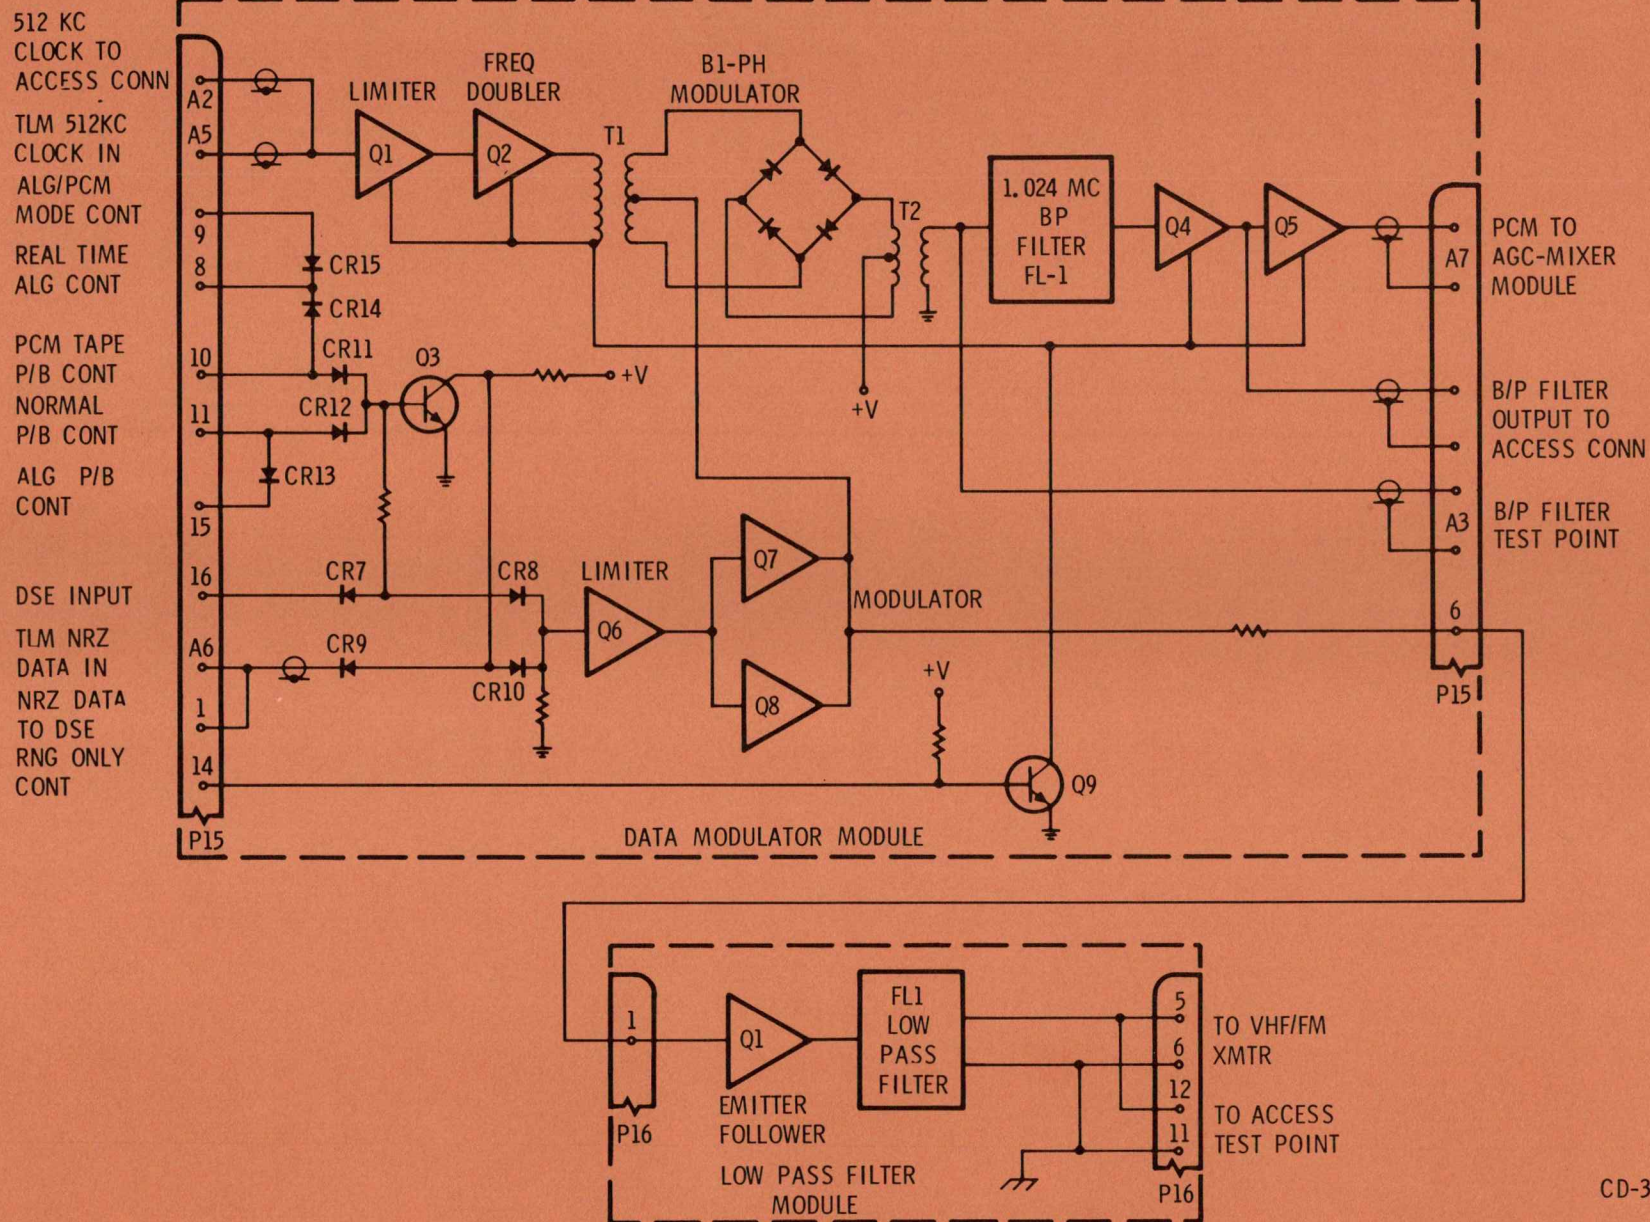 512 KC
CLOCK TO
ACCESS CONN
A2
TLM 512KC
CLOCK IN
A5
ALG/PCM
MODE CONT
9
REAL TIME
ALG CONT
8
PCM TAPE
P/B CONT
10
NORMAL
P/B CONT
11
ALG P/B
CONT
15
DSE INPUT
16
TLM NRZ
DATA IN
A6
NRZ DATA
TO DSE
1
RNG ONLY
CONT
14
P15
LIMITER
Q1
FREQ
DOUBLER
Q2
T1
B1-PH
MODULATOR
T2
+V
1.024 MC
BP
FILTER
FL-1
Q4
Q5
CR15
CR14
CR11
CR12
CR13
Q3
+V
CR7
CR8
CR9
CR10
LIMITER
Q6
Q7
Q8
MODULATOR
+V
Q9
DATA MODULATOR MODULE
A7
PCM TO
AGC-MIXER
MODULE
B/P FILTER
OUTPUT TO
ACCESS CONN
A3
B/P FILTER
TEST POINT
6
P15
1
P16
Q1
EMITTER
FOLLOWER
FL1
LOW
PASS
FILTER
LOW PASS FILTER
MODULE
5
6
12
11
P16
TO VHF/FM
XMTR
TO ACCESS
TEST POINT
CD-3